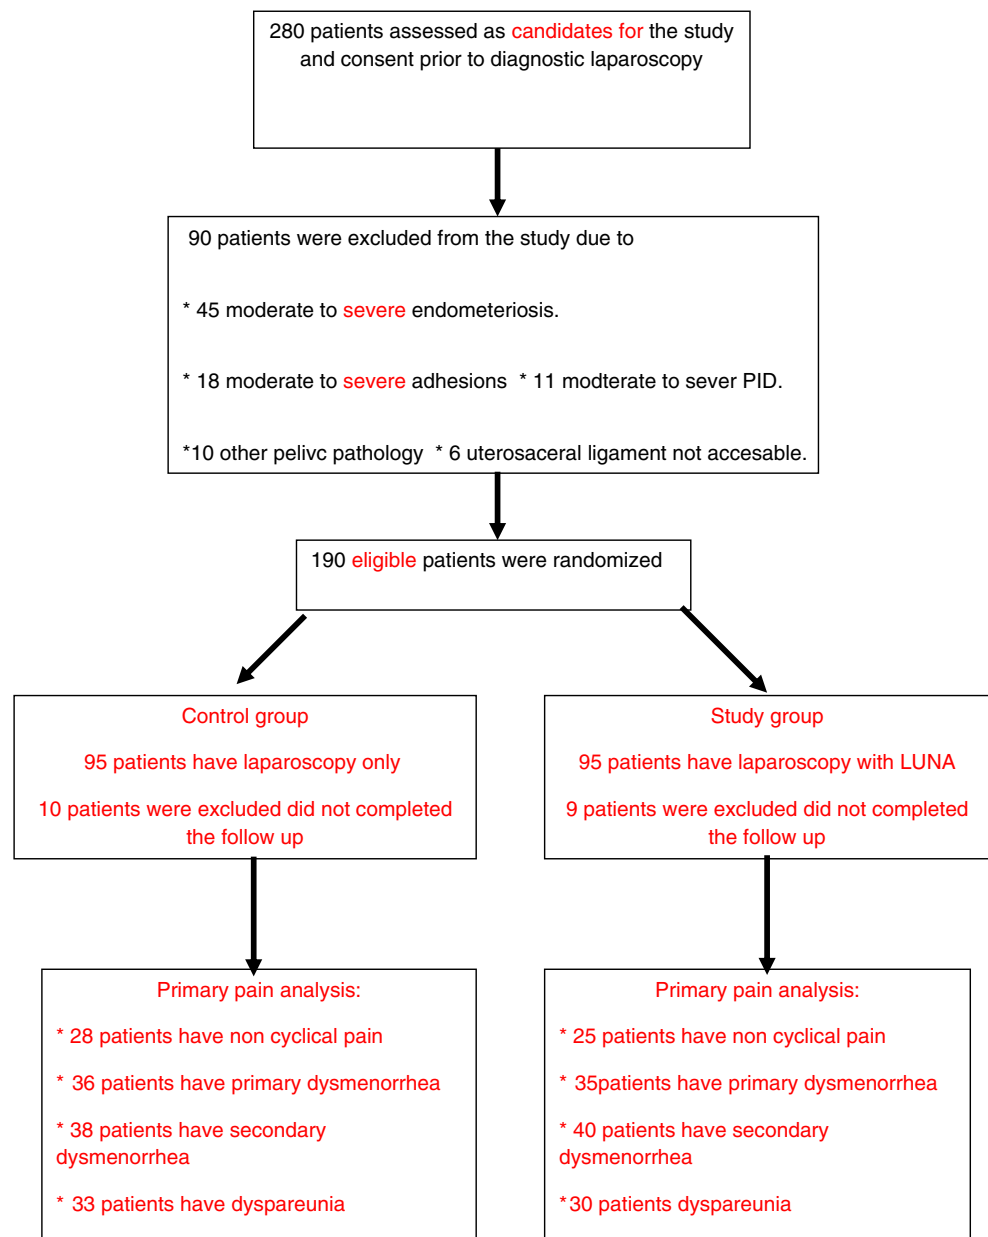 280 patients assessed as candidates for the study
and consent prior to diagnostic laparoscopy
90 patients were excluded from the study due to
* 45 moderate to severe endometeriosis.
* 18 moderate to severe adhesions * 11 modterate to sever PID.
*10 other pelivc pathology * 6 uterosaceral ligament not accesable.
190 eligible patients were randomized
Control group
95 patients have laparoscopy only
10 patients were excluded did not completed
the follow up
Study group
95 patients have laparoscopy with LUNA
9 patients were excluded did not completed
the follow up
Primary pain analysis:
* 28 patients have non cyclical pain
* 36 patients have primary dysmenorrhea
* 38 patients have secondary
dysmenorrhea
* 33 patients have dyspareunia
Primary pain analysis:
* 25 patients have non cyclical pain
* 35patients have primary dysmenorrhea
* 40 patients have secondary
dysmenorrhea
*30 patients dyspareunia